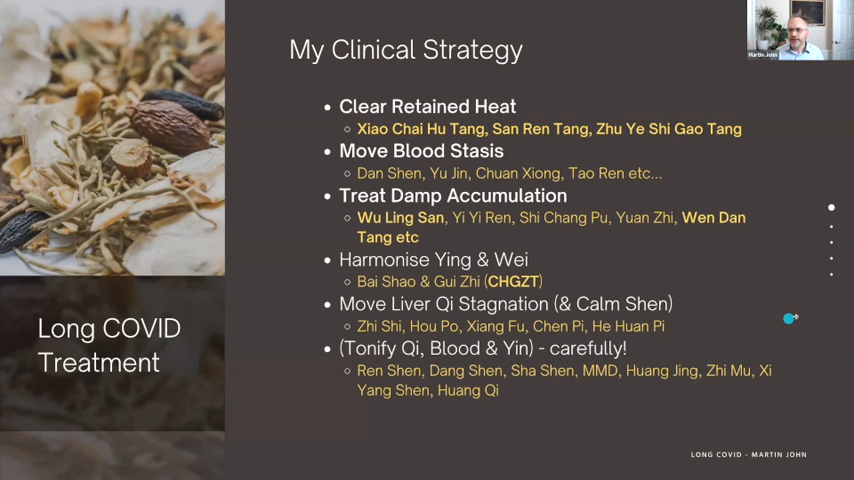 Martin John
My Clinical Strategy
• Clear Retained Heat
◦ Xiao Chai Hu Tang, San Ren Tang, Zhu Ye Shi Gao Tang
• Move Blood Stasis
◦ Dan Shen, Yu Jin, Chuan Xiong, Tao Ren etc...
• Treat Damp Accumulation
◦ Wu Ling San, Yi Yi Ren, Shi Chang Pu, Yuan Zhi, Wen Dan
Tang etc
• Harmonise Ying & Wei
◦ Bai Shao & Gui Zhi (CHGZT)
• Move Liver Qi Stagnation (& Calm Shen)
◦ Zhi Shi, Hou Po, Xiang Fu, Chen Pi, He Huan Pi
• (Tonify Qi, Blood & Yin) - carefully!
◦ Ren Shen, Dang Shen, Sha Shen, MMD, Huang Jing, Zhi Mu, Xi
Yang Shen, Huang Qi
Long COVID
Treatment
LONG COVID - MARTIN JOHN